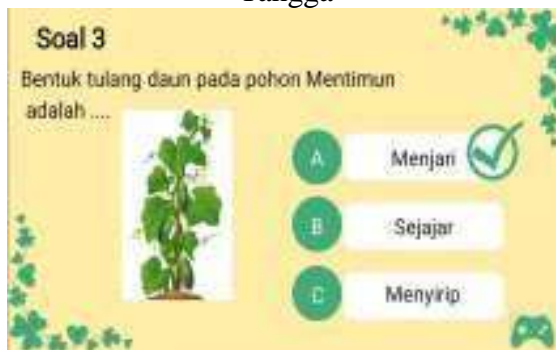 Soal 3
Bentuk tulang daun pada pohon Mentimun
adalah ....
A Menjari
B Sejajar
C Menyirip